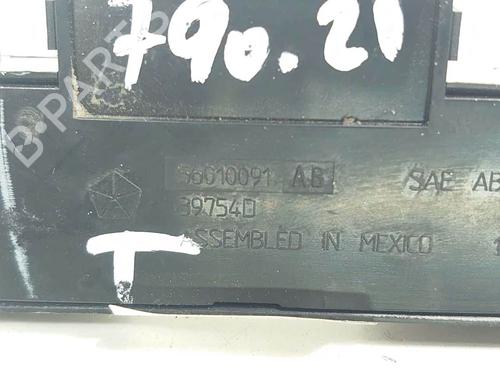 790.21
B-PARTS
56010091 AB
39754D
SAE AB
ASSEMBLED IN MEXICO
T